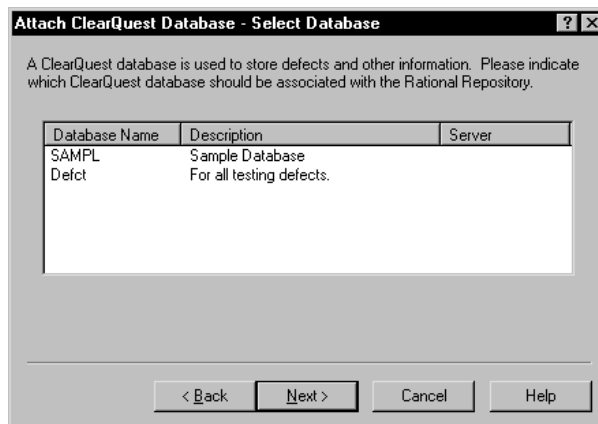 Attach ClearQuest Database - Select Database ? X
A ClearQuest database is used to store defects and other information. Please indicate
which ClearQuest database should be associated with the Rational Repository.
Database Name Description Server
SAMPL Sample Database
Defct For all testing defects.
< Back Next > Cancel Help